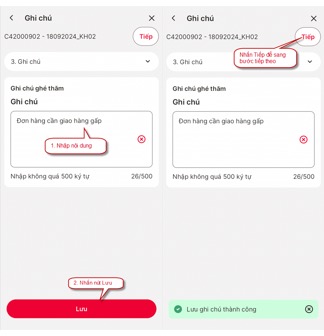 Ghi chú
C42000902 - 18092024_KH02
Tiếp
3. Ghi chú
Ghi chú ghé thăm
Ghi chú
Đơn hàng cần giao hàng gấp
1. Nhập nội dung
Nhập không quá 500 ký tự
26/500
2. Nhấn nút Lưu
Lưu
Ghi chú
C42000902 - 18092024_KH02
Tiếp
Nhấn Tiếp để sang
bước tiếp theo
3. Ghi chú
Ghi chú ghé thăm
Ghi chú
Đơn hàng cần giao hàng gấp
Nhập không quá 500 ký tự
26/500
Lưu ghi chú thành công